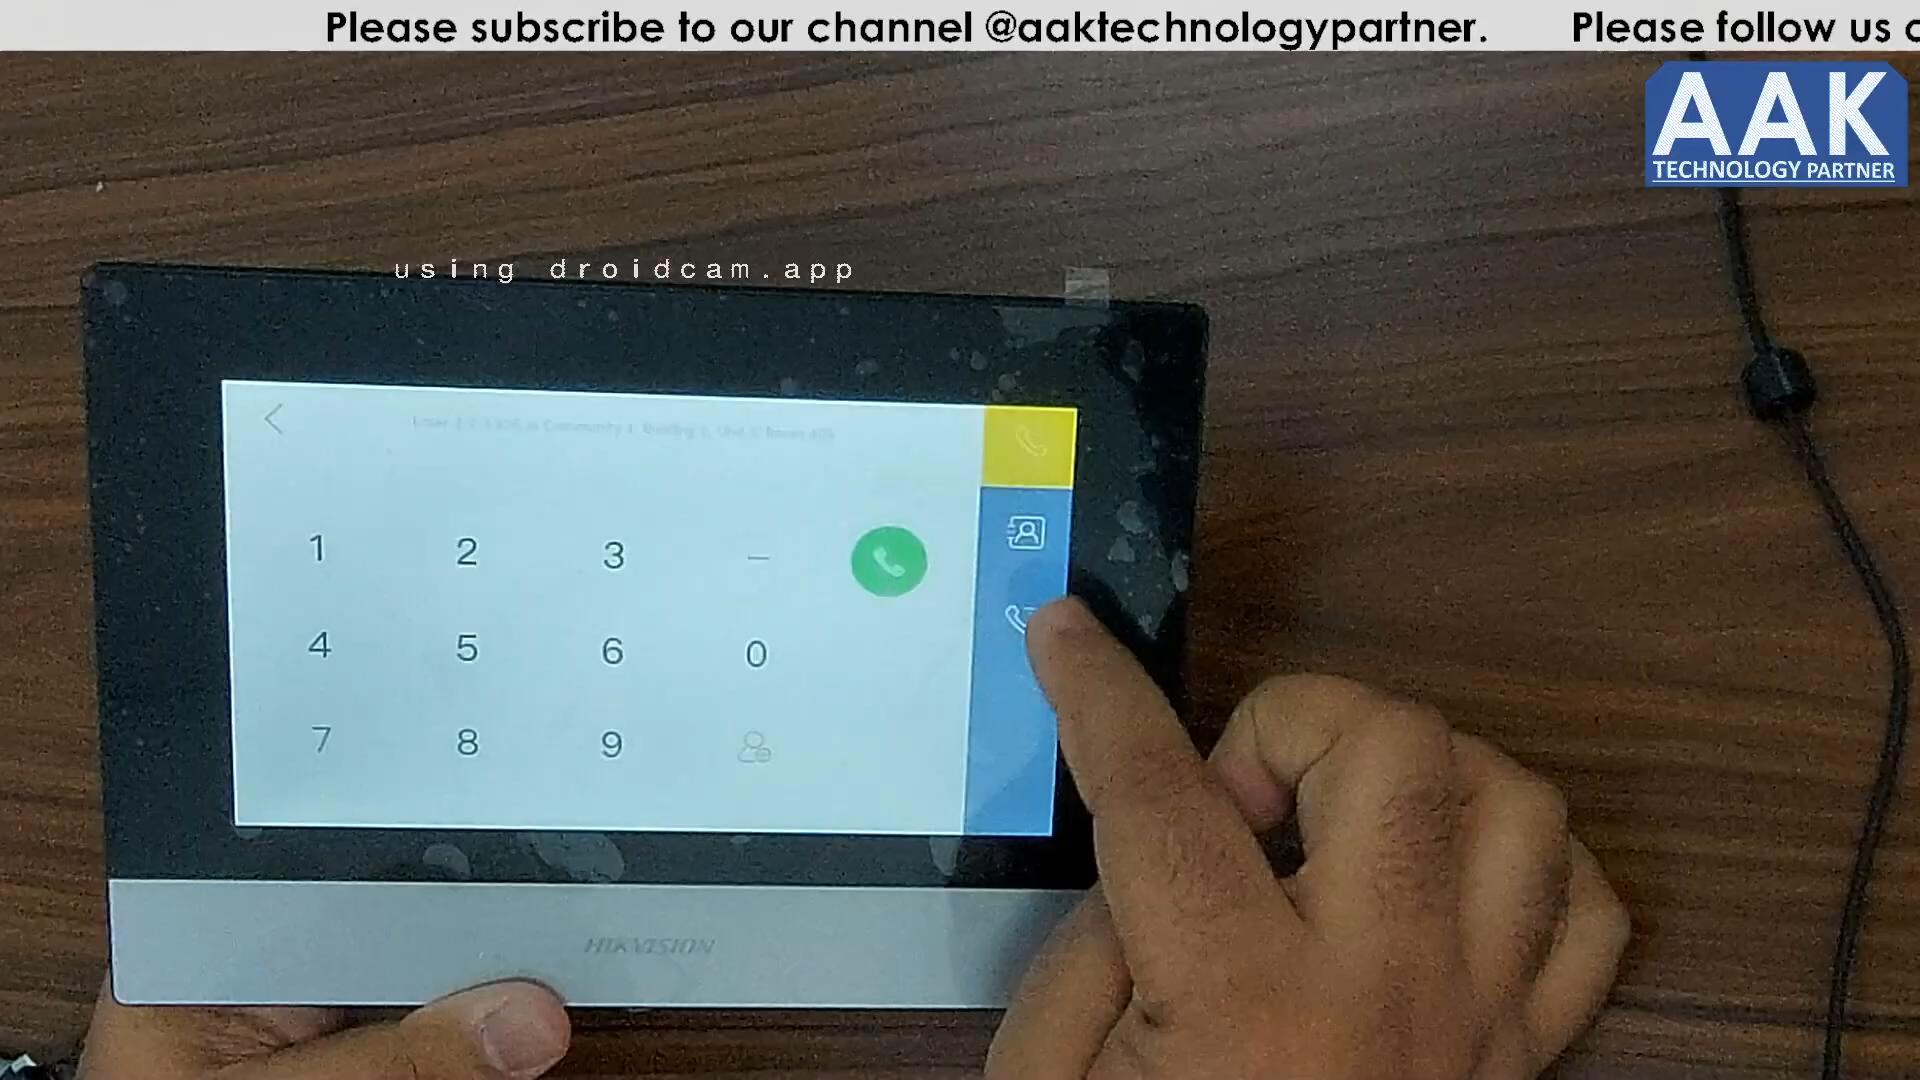 Please subscribe to our channel @aaktechnologypartner. Please follow us
AAK
TECHNOLOGY PARTNER
using droidcam.app
1 2 3 –
4 5 6 0
7 8 9
HIKVISION